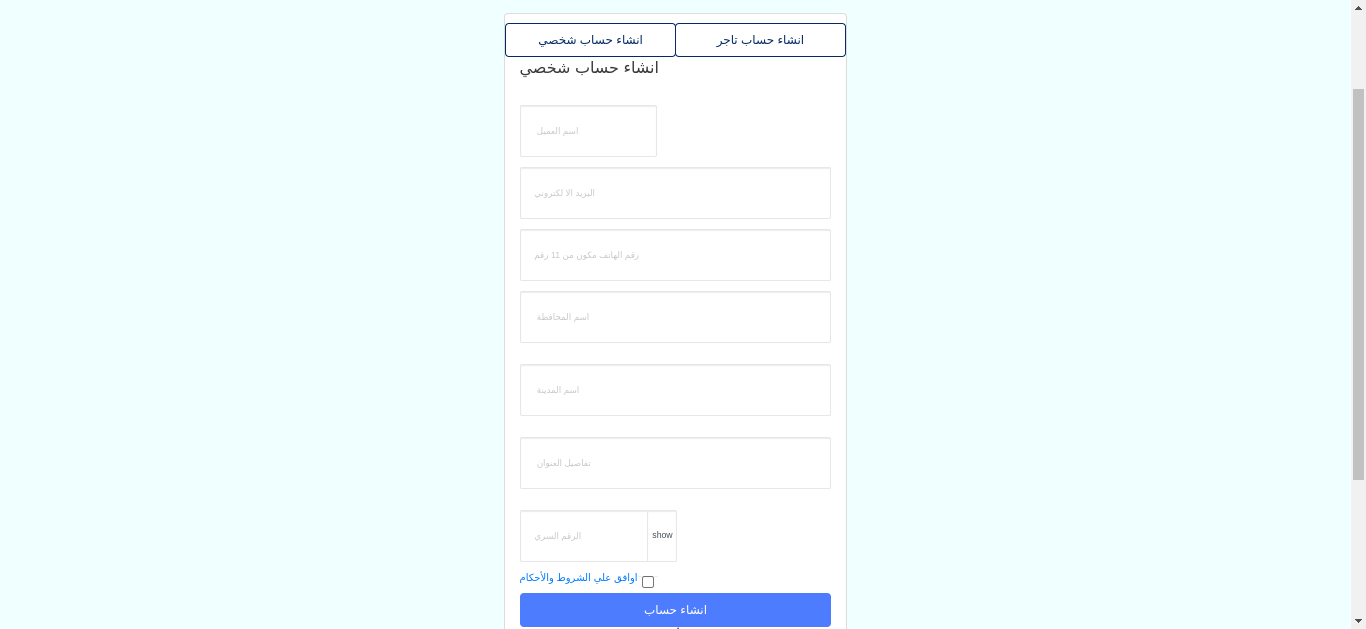 انشاء حساب تاجر
انشاء حساب شخصي
انشاء حساب شخصي
اسم العميل
البريد الا لكتروني
رقم الهاتف مكون من 11 رقم
اسم المحافظة
اسم المدينة
تفاصيل العنوان
الرقم السري
show
اوافق علي الشروط والأحكام
انشاء حساب